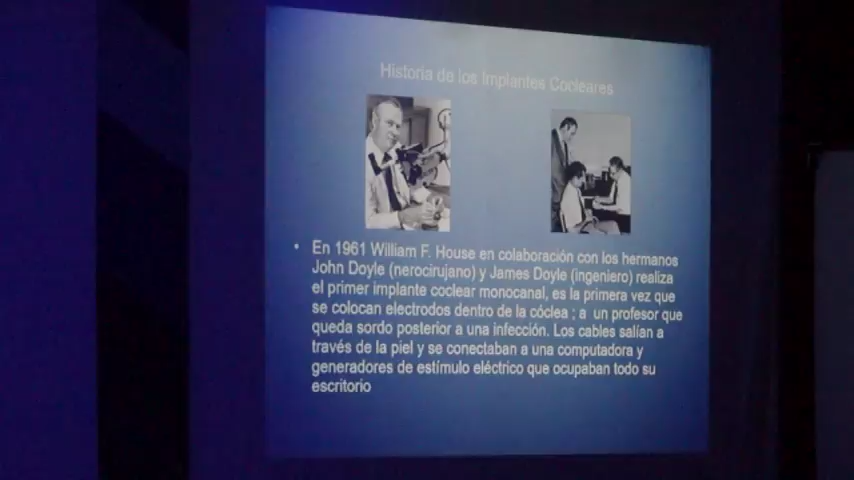 Historia de los Implantes Cocleares
• En 1961 William F. House en colaboración con los hermanos
John Doyle (nerocirujano) y James Doyle (ingeniero) realiza
el primer implante coclear monocanal, es la primera vez que
se colocan electrodos dentro de la cóclea ; a un profesor que
queda sordo posterior a una infección. Los cables salían a
través de la piel y se conectaban a una computadora y
generadores de estímulo eléctrico que ocupaban todo su
escritorio